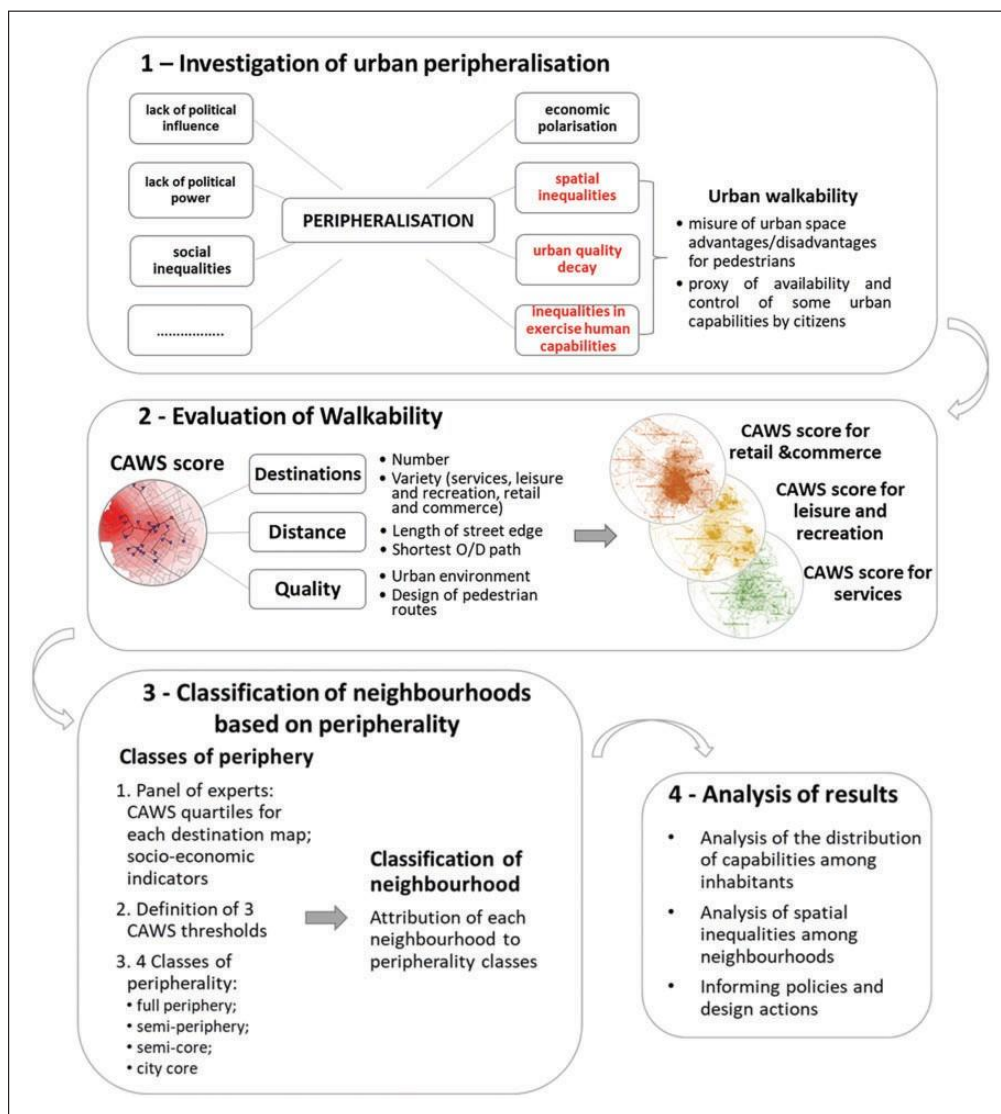 1 – Investigation of urban peripheralisation
lack of political
influence
lack of political
power
social
inequalities
.................
PERIPHERALISATION
economic
polarisation
spatial
inequalities
urban quality
decay
inequalities in
exercise human
capabilities
Urban walkability
• misure of urban space
advantages/disadvantages
for pedestrians
• proxy of availability and
control of some urban
capabilities by citizens
2 - Evaluation of Walkability
CAWS score
Destinations
• Number
• Variety (services, leisure
and recreation, retail
and commerce)
Distance
• Length of street edge
• Shortest O/D path
Quality
• Urban environment
• Design of pedestrian
routes
CAWS score for
retail &commerce
CAWS score for
leisure and
recreation
CAWS score for
services
3 - Classification of neighbourhoods
based on peripherality
Classes of periphery
1. Panel of experts:
CAWS quartiles for
each destination map;
socio-economic
indicators
2. Definition of 3
CAWS thresholds
3. 4 Classes of
peripherality:
• full periphery;
• semi-periphery;
• semi-core;
• city core
Classification of
neighbourhood
Attribution of each
neighbourhood to
peripherality classes
4 - Analysis of results
• Analysis of the distribution
of capabilities among
inhabitants
• Analysis of spatial
inequalities among
neighbourhoods
• Informing policies and
design actions